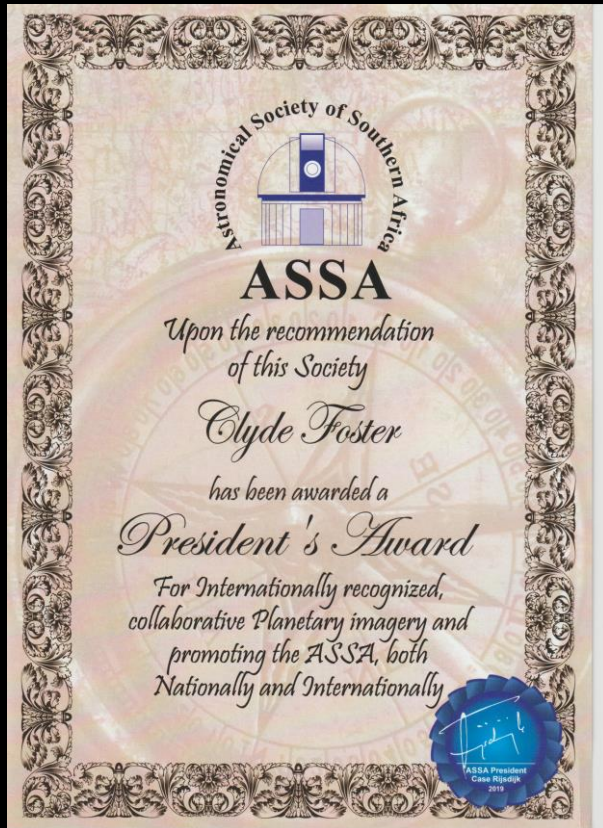 Astronomical Society of Southern Africa
ASSA
Upon the recommendation
of this Society
Clyde Foster
has been awarded a
President's Award
For Internationally recognized,
collaborative Planetary imagery and
promoting the ASSA, both
Nationally and Internationally
ASSA President
Case Rijsdijk
2019